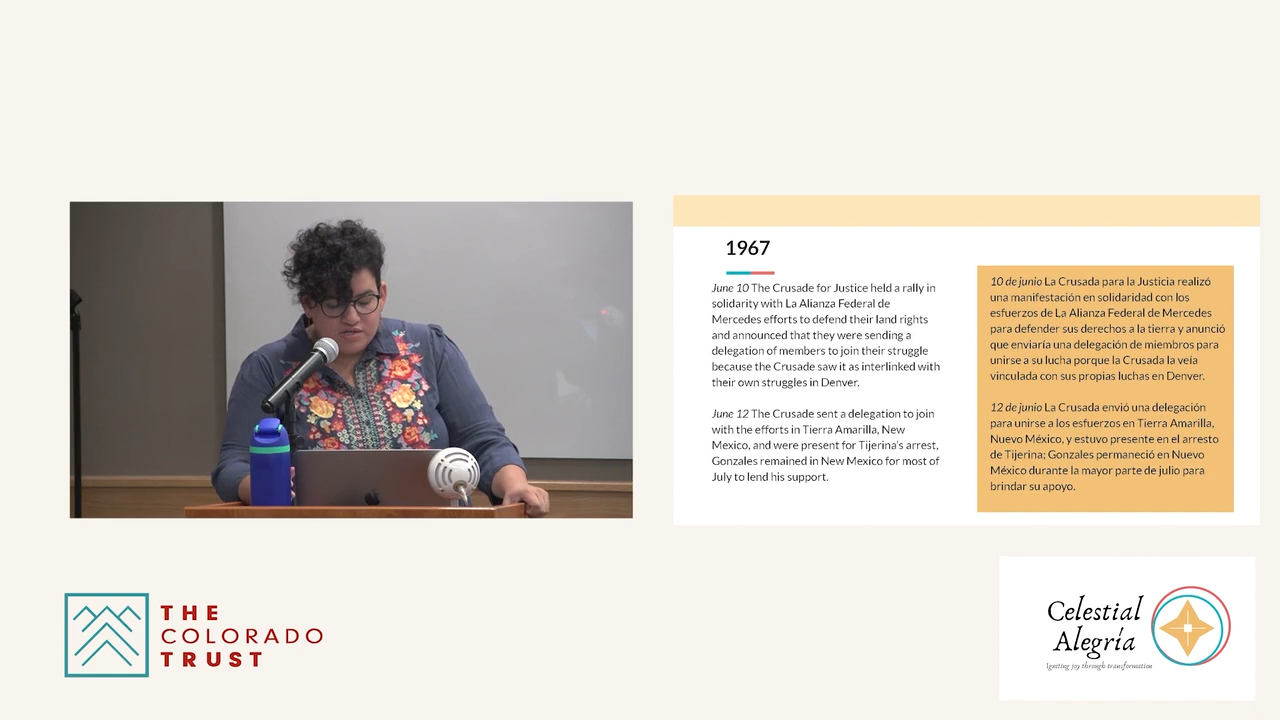 1967
June 10 The Crusade for Justice held a rally in
solidarity with La Alianza Federal de
Mercedes efforts to defend their land rights
and announced that they were sending a
delegation of members to join their struggle
because the Crusade saw it as interlinked with
their own struggles in Denver.
June 12 The Crusade sent a delegation to join
with the efforts in Tierra Amarilla, New
Mexico, and were present for Tijerina's arrest,
Gonzales remained in New Mexico for most of
July to lend his support.
10 de junio La Crusada para la Justicia realizó
una manifestación en solidaridad con los
esfuerzos de La Alianza Federal de Mercedes
para defender sus derechos a la tierra y anunció
que enviaría una delegación de miembros para
unirse a su lucha porque la Crusada la veía
vinculada con sus propias luchas en Denver.
12 de junio La Crusada envió una delegación
para unirse a los esfuerzos en Tierra Amarilla,
Nuevo México, y estuvo presente en el arresto
de Tijerina; Gonzales permaneció en Nuevo
México durante la mayor parte de julio para
brindar su apoyo.
THE
COLORADO
TRUST
Celestial
Alegría
Igniting joy through transformation